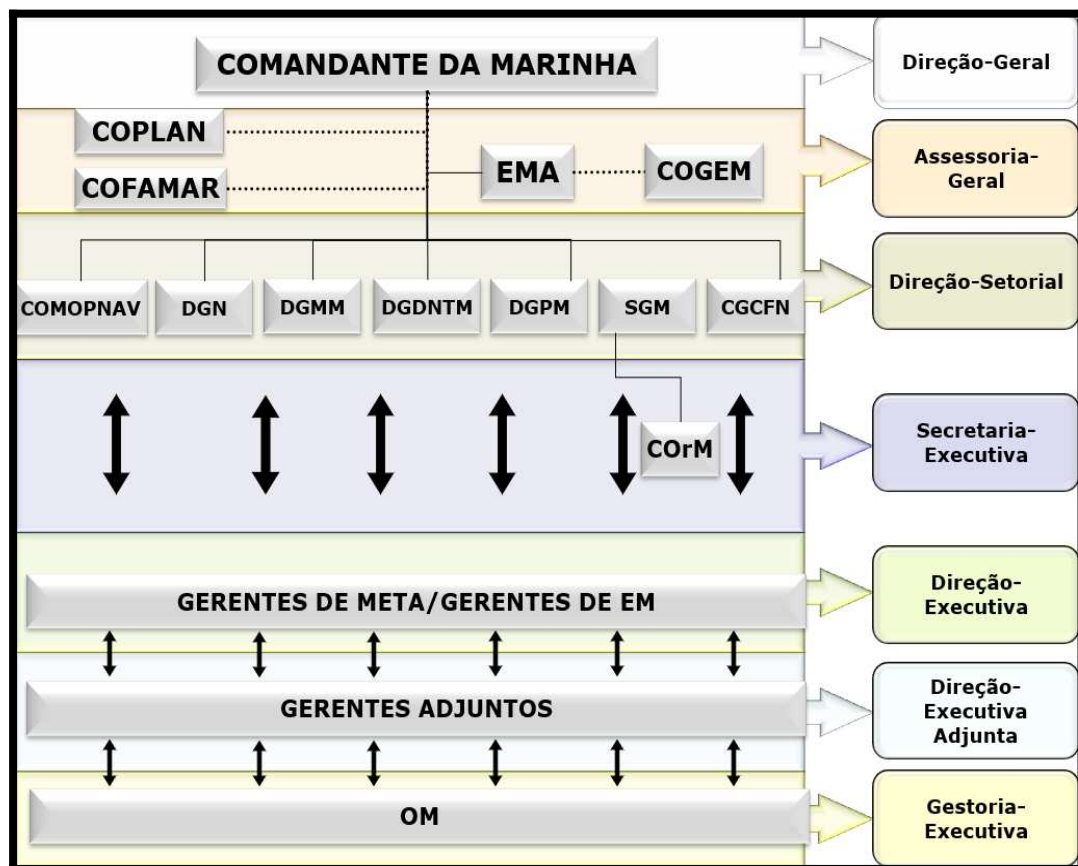 COMANDANTE DA MARINHA
Direção-Geral
COPLAN
COFAMAR
EMA
COGEM
Assessoria-
Geral
COMOPNAV
DGN
DGMM
DGDNTM
DGPM
SGM
CGCFN
Direção-Setorial
COrM
Secretaria-
Executiva
GERENTES DE META/GERENTES DE EM
Direção-
Executiva
GERENTES ADJUNTOS
Direção-
Executiva
Adjunta
OM
Gestoria-
Executiva